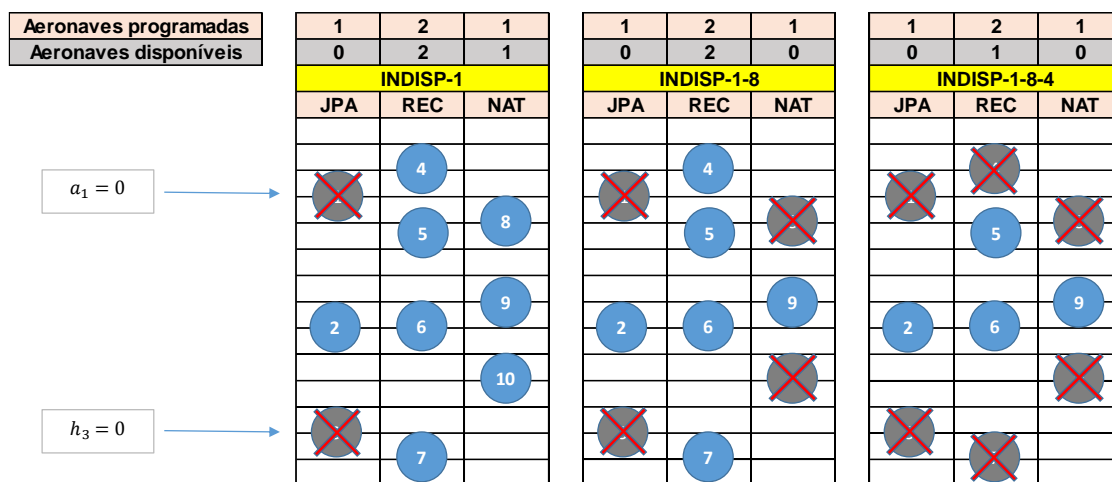 Aeronaves programadas 1 2 1 1 2 1 1 2 1
Aeronaves disponíveis 0 2 1 0 2 0 0 1 0
INDISP-1 INDISP-1-8 INDISP-1-8-4
JPA REC NAT JPA REC NAT JPA REC NAT
4 4
a₁ = 0
5 8 5 5
9 9 9
2 6 2 6 2 6
10
h₃ = 0
7 7